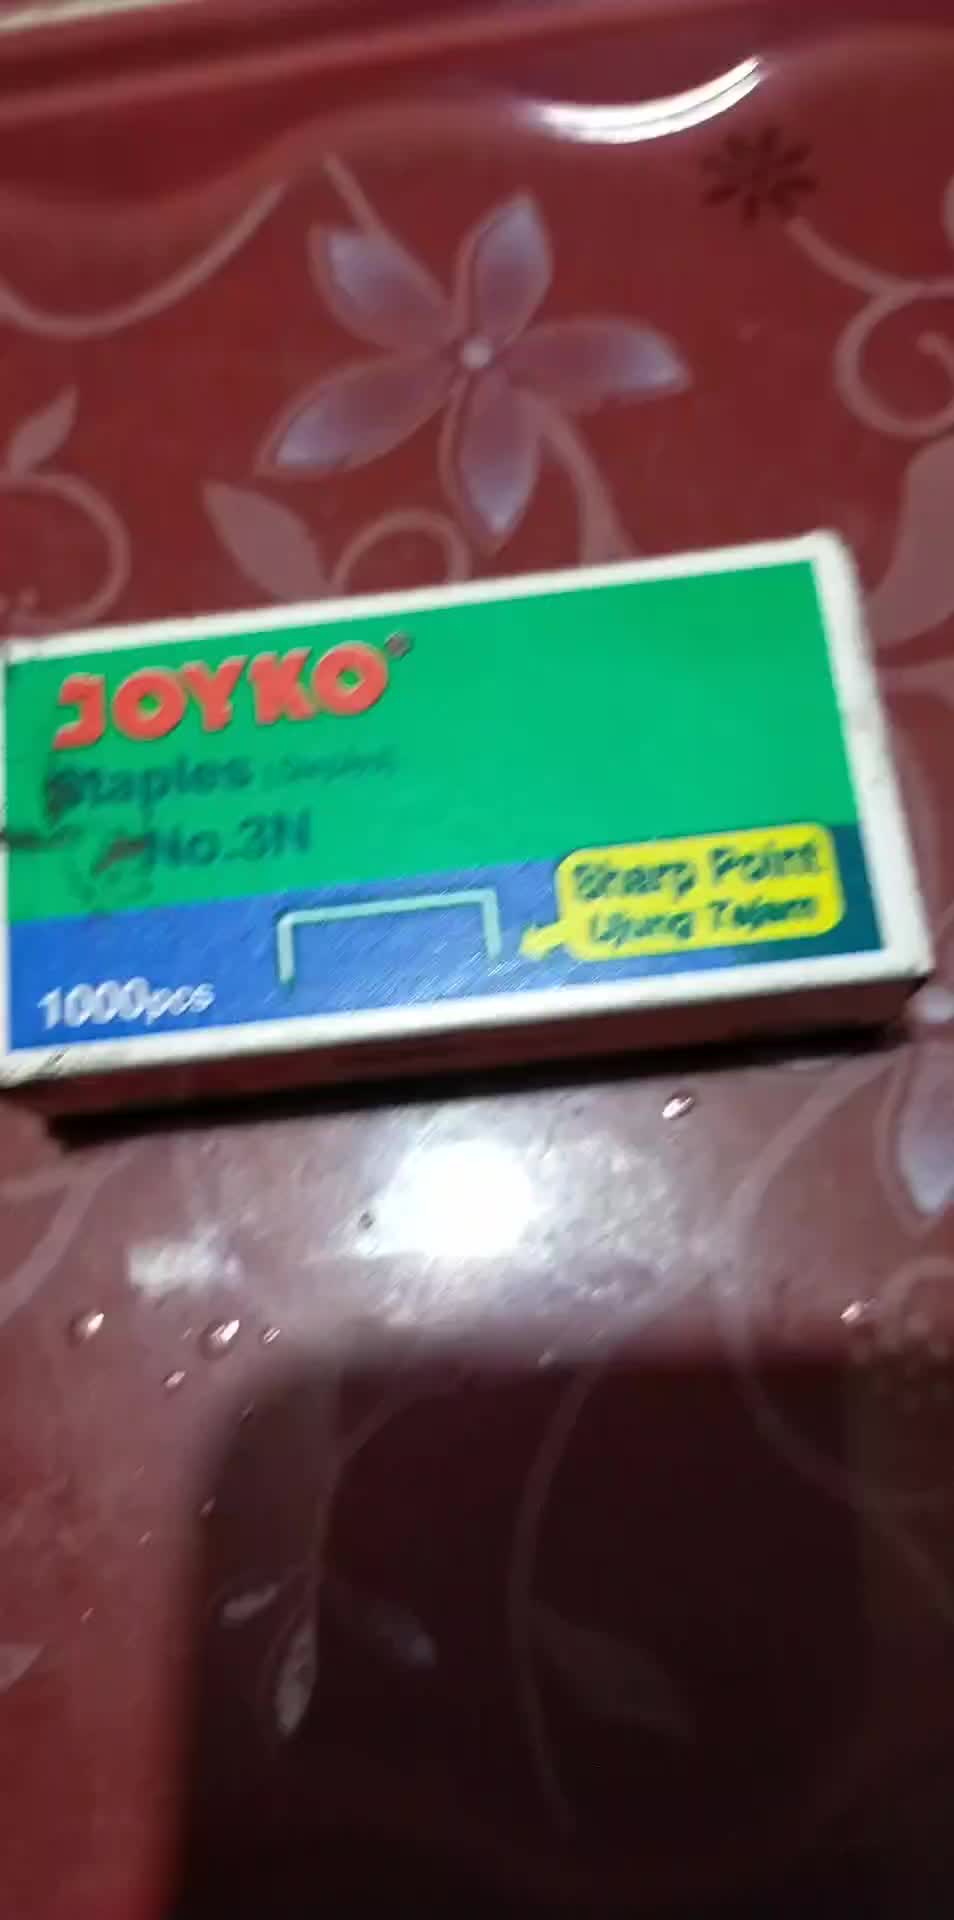 JOYKO®
Staples
No.3N
Sharp Point
Ujung Tajam
1000pcs